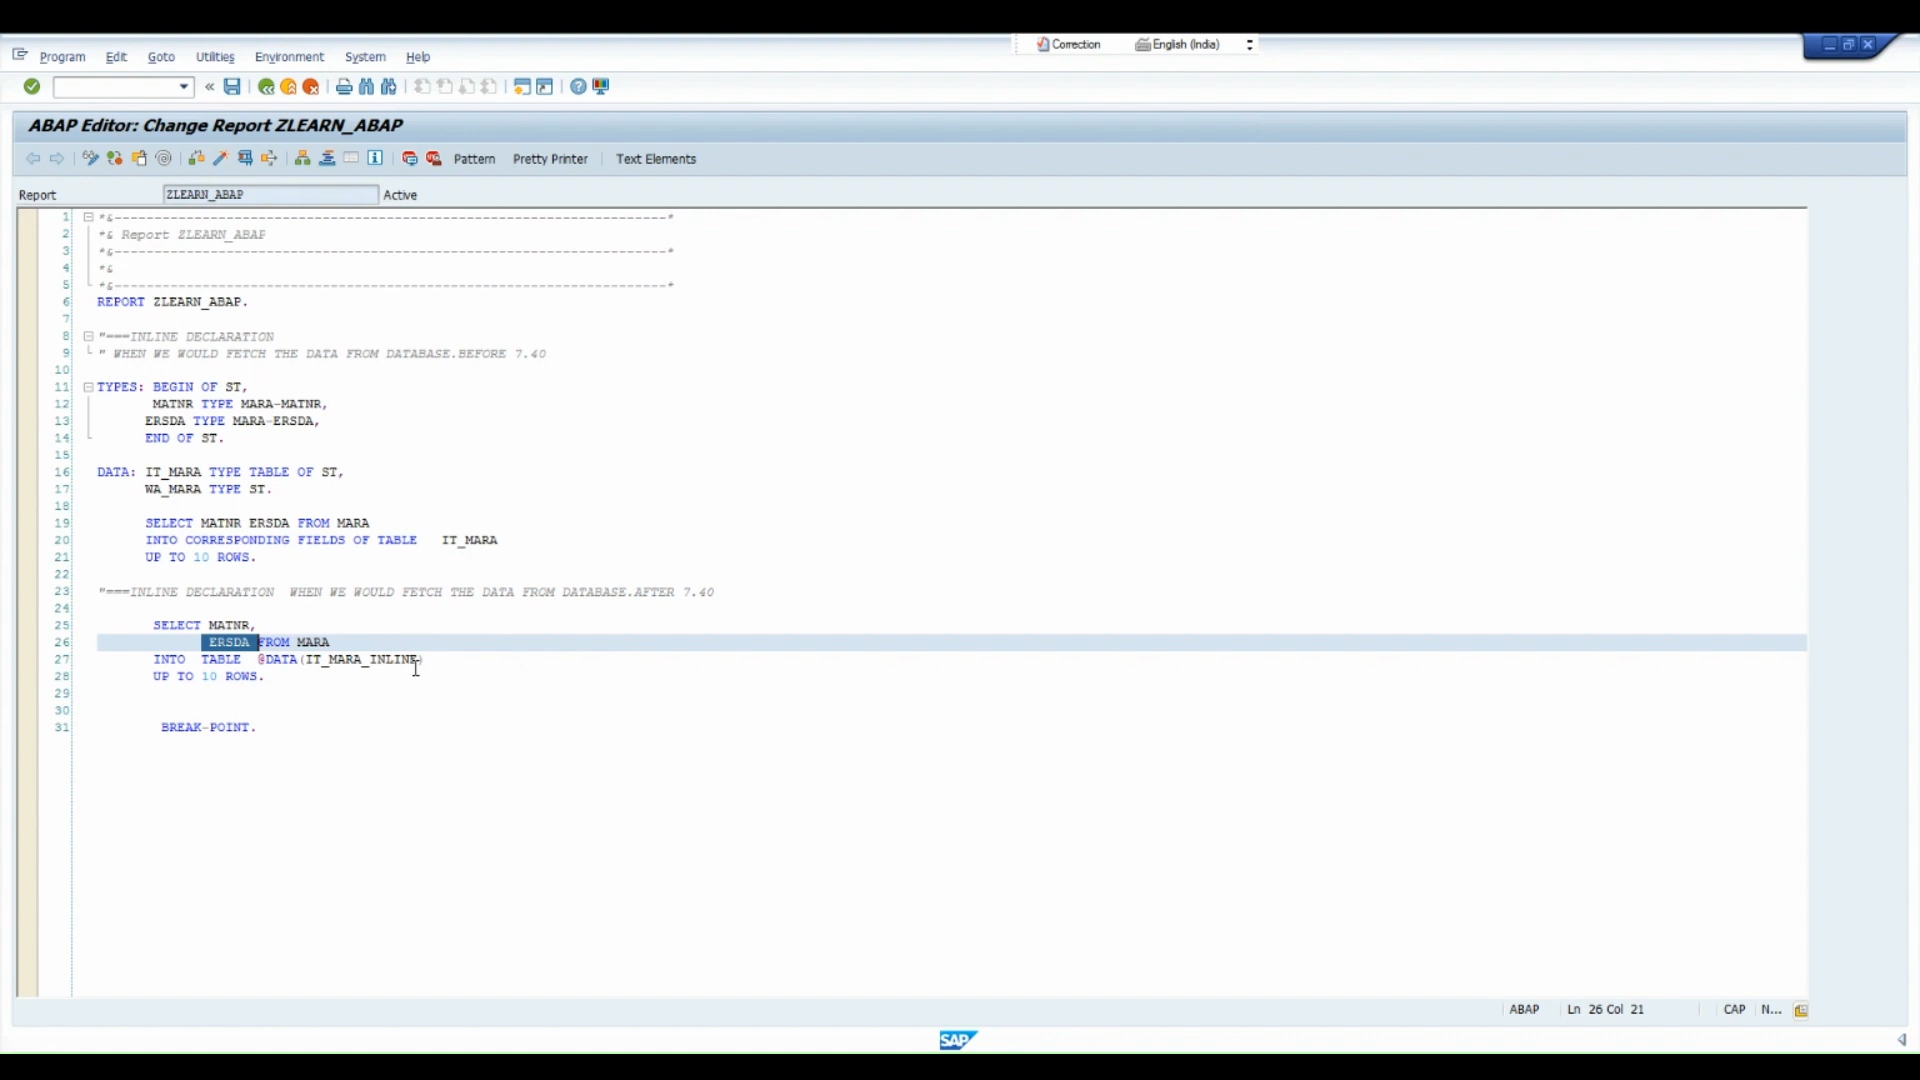 Correction English (India)
Program Edit Goto Utilities Environment System Help
ABAP Editor: Change Report ZLEARN_ABAP
Pattern Pretty Printer Text Elements
Report ZLEARN_ABAP Active
1 *&---------------------------------------------------------------------*
2 *& Report ZLEARN_ABAP
3 *&---------------------------------------------------------------------*
4 *&
5 *&---------------------------------------------------------------------*
6 REPORT ZLEARN_ABAP.
7
8 "===INLINE DECLARATION
9 " WHEN WE WOULD FETCH THE DATA FROM DATABASE.BEFORE 7.40
10
11 TYPES: BEGIN OF ST,
12 MATNR TYPE MARA-MATNR,
13 ERSDA TYPE MARA-ERSDA,
14 END OF ST.
15
16 DATA: IT_MARA TYPE TABLE OF ST,
17 WA_MARA TYPE ST.
18
19 SELECT MATNR ERSDA FROM MARA
20 INTO CORRESPONDING FIELDS OF TABLE IT_MARA
21 UP TO 10 ROWS.
22
23 "===INLINE DECLARATION WHEN WE WOULD FETCH THE DATA FROM DATABASE.AFTER 7.40
24
25 SELECT MATNR,
26 ERSDA FROM MARA
27 INTO TABLE @DATA(IT_MARA_INLINE)
28 UP TO 10 ROWS.
29
30
31 BREAK-POINT.
ABAP Ln 26 Col 21 CAP N...
SAP